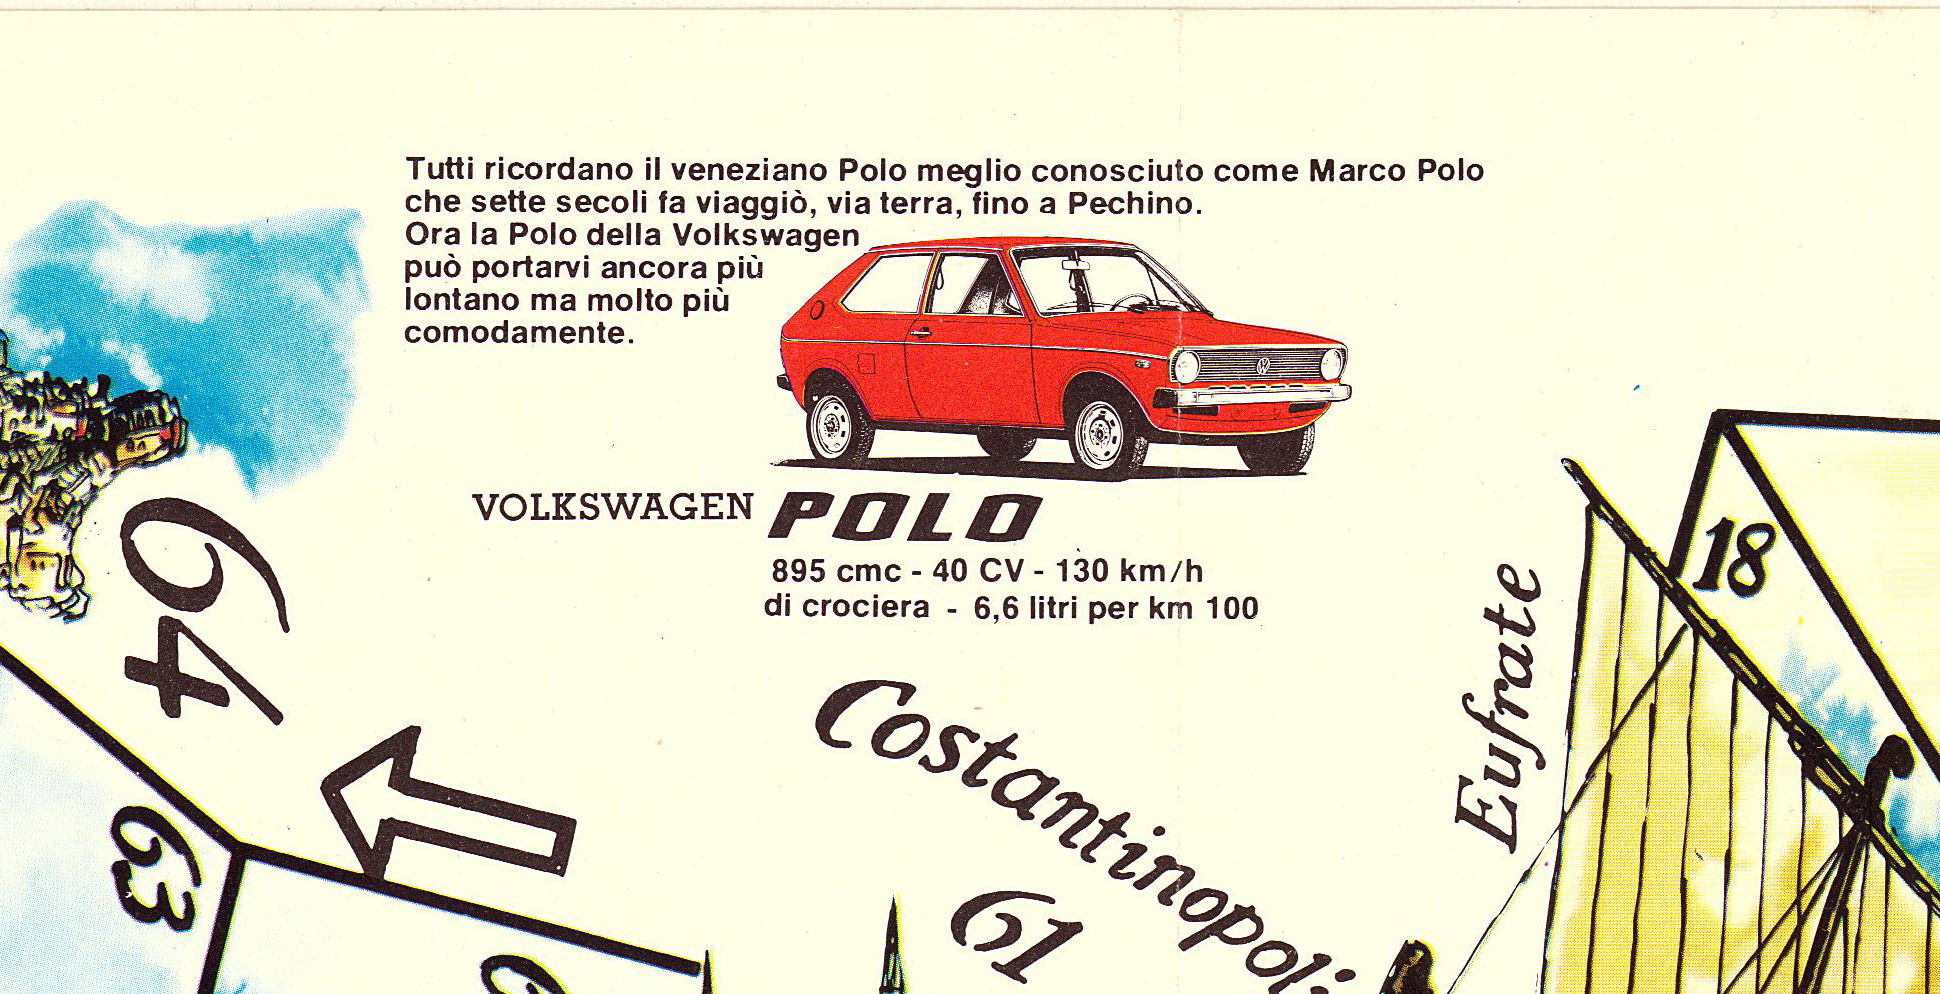 Tutti ricordano il veneziano Polo meglio conosciuto come Marco Polo
che sette secoli fa viaggiò, via terra, fino a Pechino.
Ora la Polo della Volkswagen
può portarvi ancora più
lontano ma molto più
comodamente.
VOLKSWAGEN POLO
895 cmc - 40 CV - 130 km/h
di crociera - 6,6 litri per km 100
64
18
Eufrate
Costantinopoli
63
61